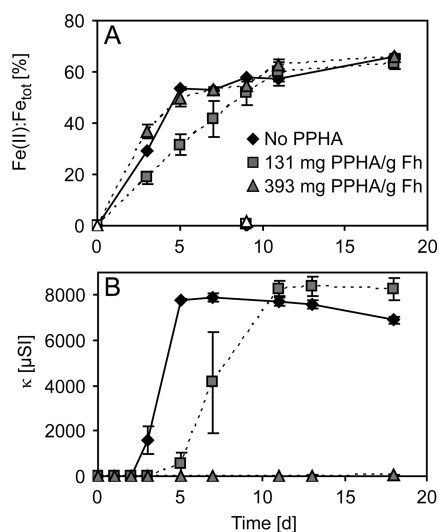 A
Fe(II):Fetot [%]
80
60
40
20
0
No PPHA
131 mg PPHA/g Fh
393 mg PPHA/g Fh
0 5 10 15 20
B
κ [µSI]
8000
6000
4000
2000
0
0 5 10 15 20
Time [d]